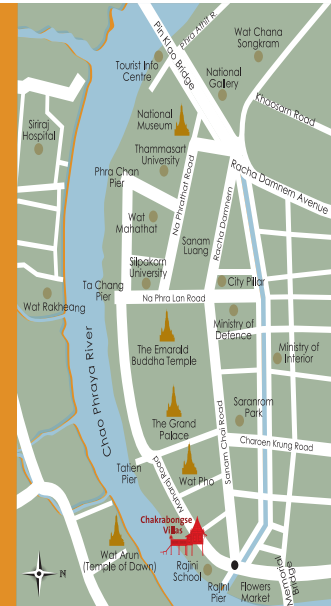 Pin Klao Bridge
Phra Athit R
Wat Chana
Songkram
Tourist Info
Centre
National
Gallery
Khaosarn Road
National
Museum
Siriraj
Hospital
Thammasart
University
Racha Damnern Avenue
Phra Chan
Pier
Na Phrathat Road
Racha Damnern
Wat
Mahathat
Sanam
Luang
Silpakorn
University
Ta Chang
Pier
City Pillar
Na Phra Lan Road
Wat Rakheang
Ministry of
Defence
Chao Phraya River
The Emarald
Buddha Temple
Ministry of
Interior
Saranrom
Park
Sanam Chai Road
The Grand
Palace
Charoen Krung Road
Tatien
Pier
Maharaj Road
Wat Pho
Chakrabongse
Villas
Wat Arun
(Temple of Dawn)
Rajini
School
N
Rajini
Pier
Flowers
Market
Memorial
Bridge